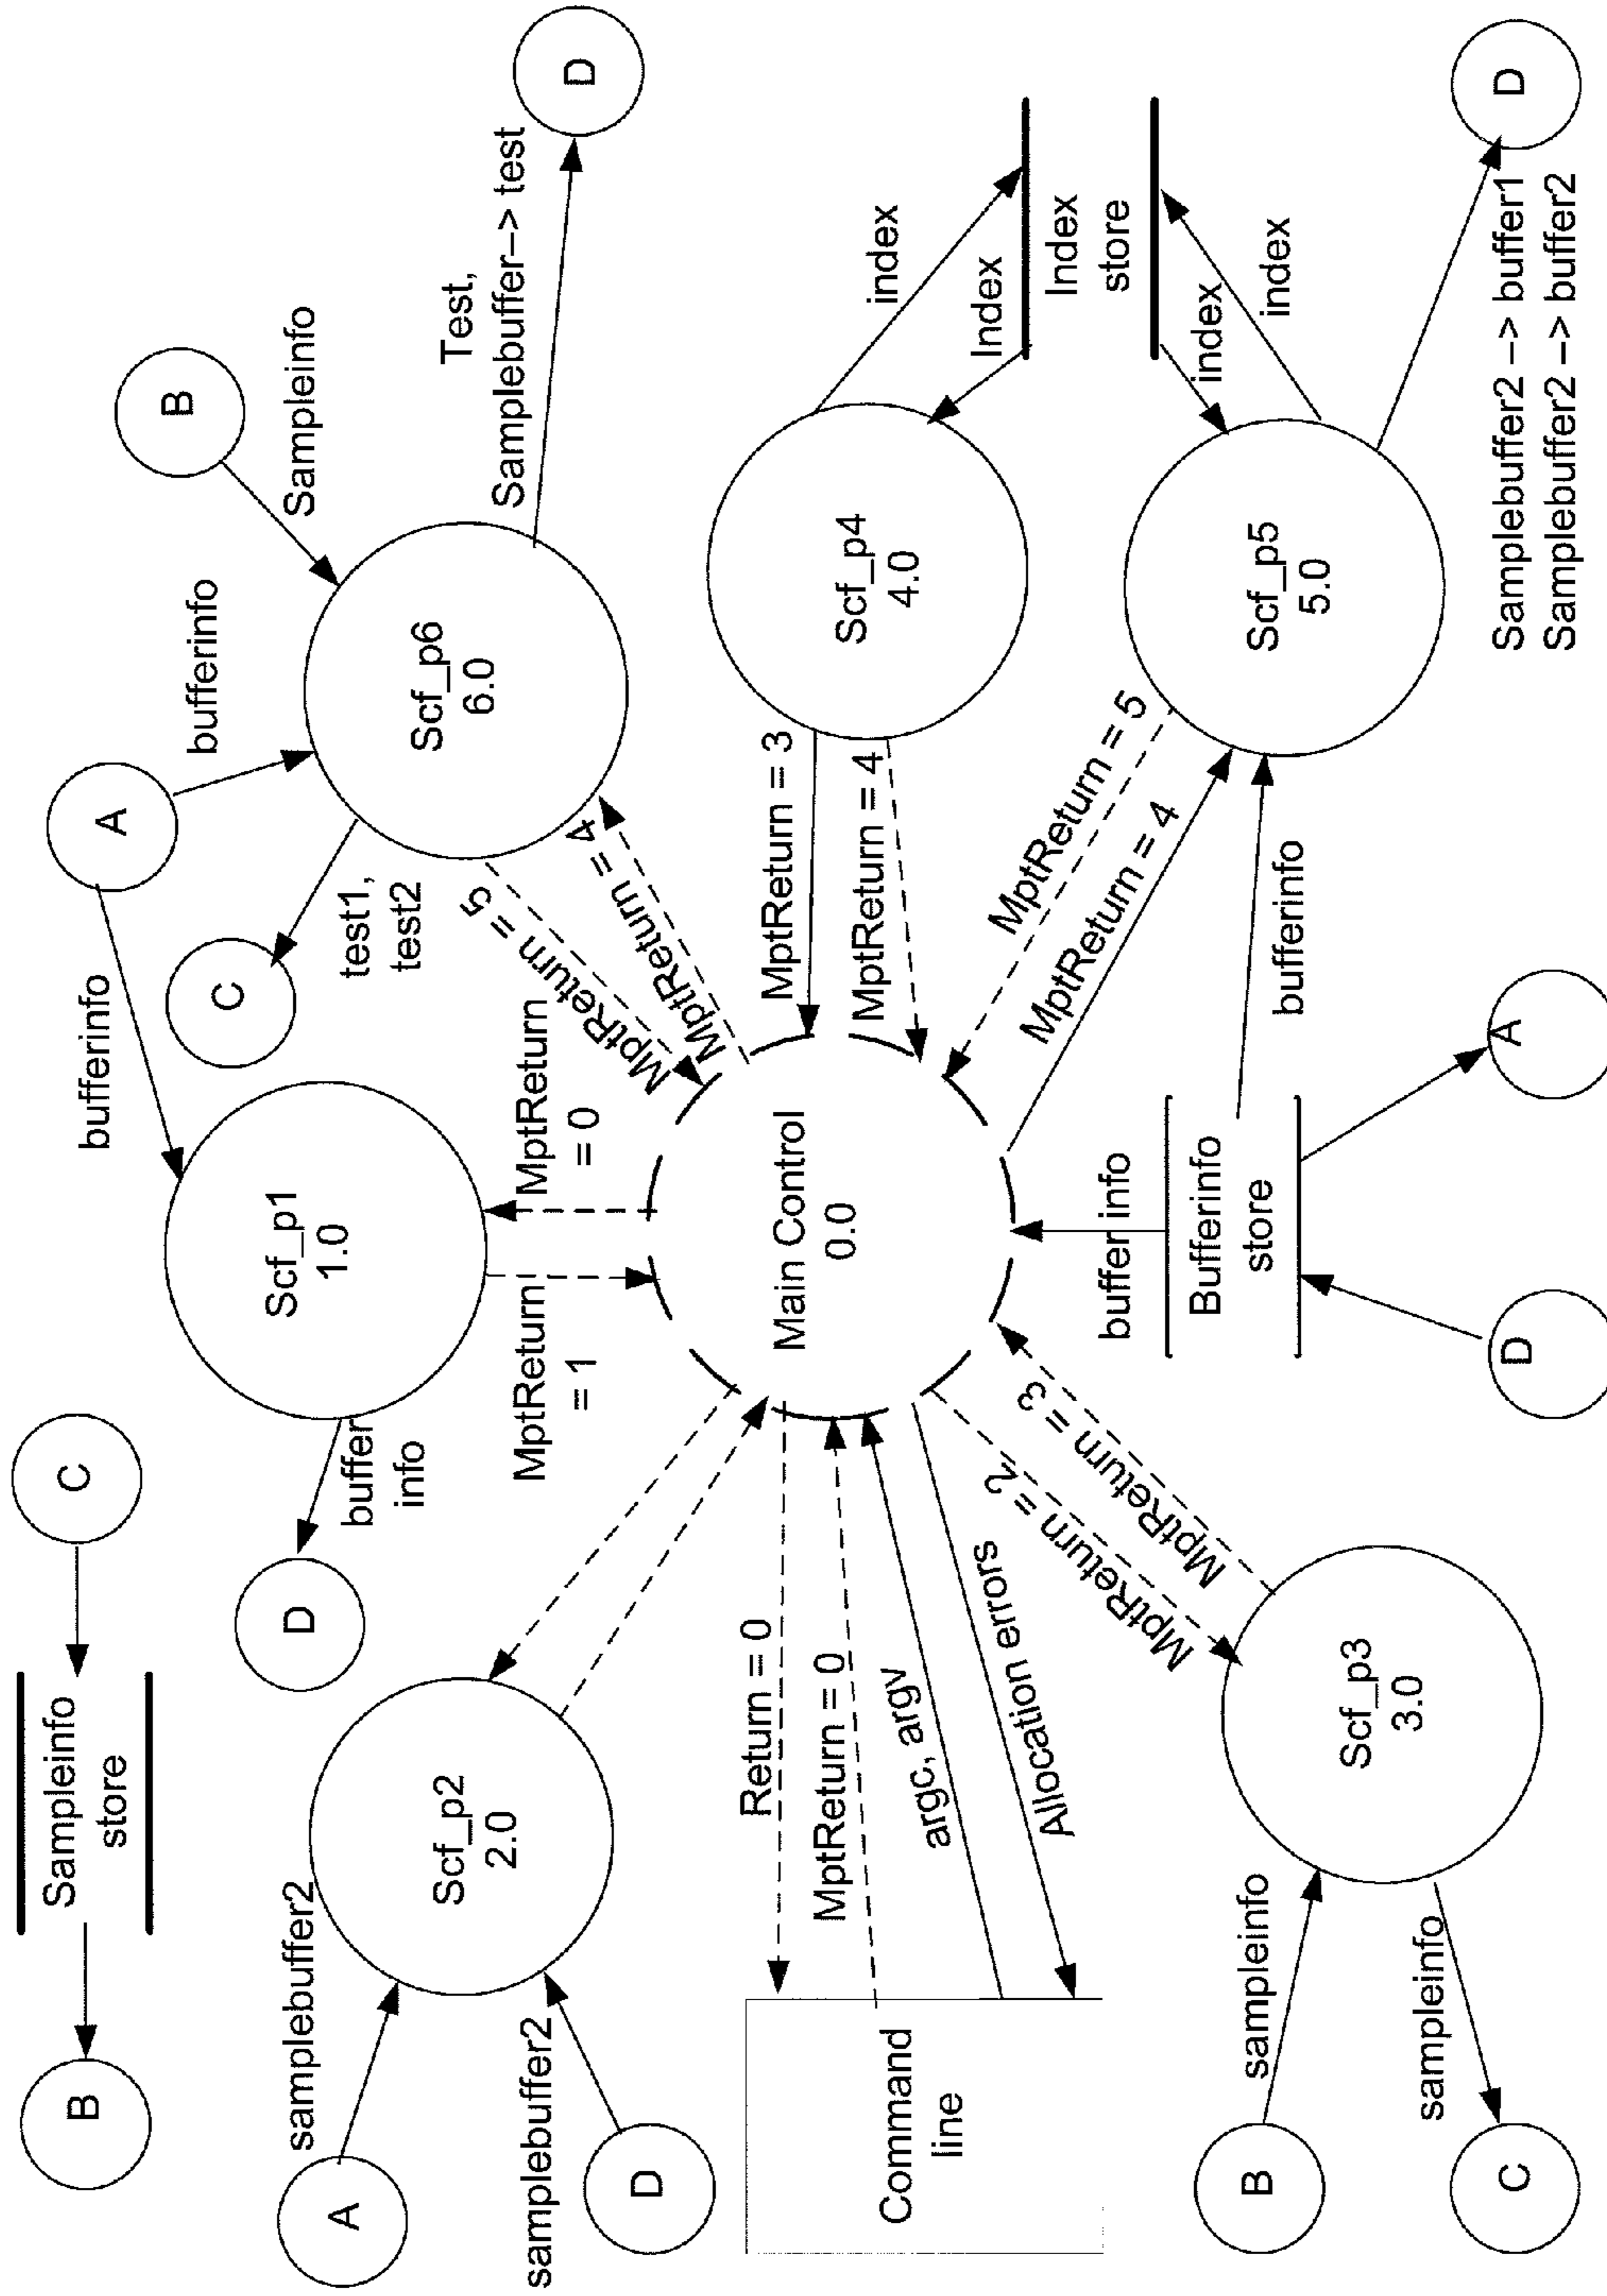 B
Sampleinfo
store
C
A
samplebuffer2
D
samplebuffer2
Scf_p2
2.0
D
buffer
info
Scf_p1
1.0
bufferinfo
A
bufferinfo
B
Sampleinfo
C
test1,
test2
Scf_p6
6.0
Test,
Samplebuffer–> test
D
MptReturn
= 1
MptReturn
= 0
MptReturn = 5
MptReturn = 4
Command
line
Return = 0
MptReturn = 0
argc, argv
Allocation errors
Main Control
0.0
MptReturn = 3
MptReturn = 4
Scf_p4
4.0
index
Index
Index
store
index
index
MptReturn = 2
MptReturn = 3
MptReturn = 5
MptReturn = 4
B
sampleinfo
C
sampleinfo
Scf_p3
3.0
buffer info
Bufferinfo
store
D
A
bufferinfo
Scf_p5
5.0
D
Samplebuffer2 –> buffer1
Samplebuffer2 –> buffer2